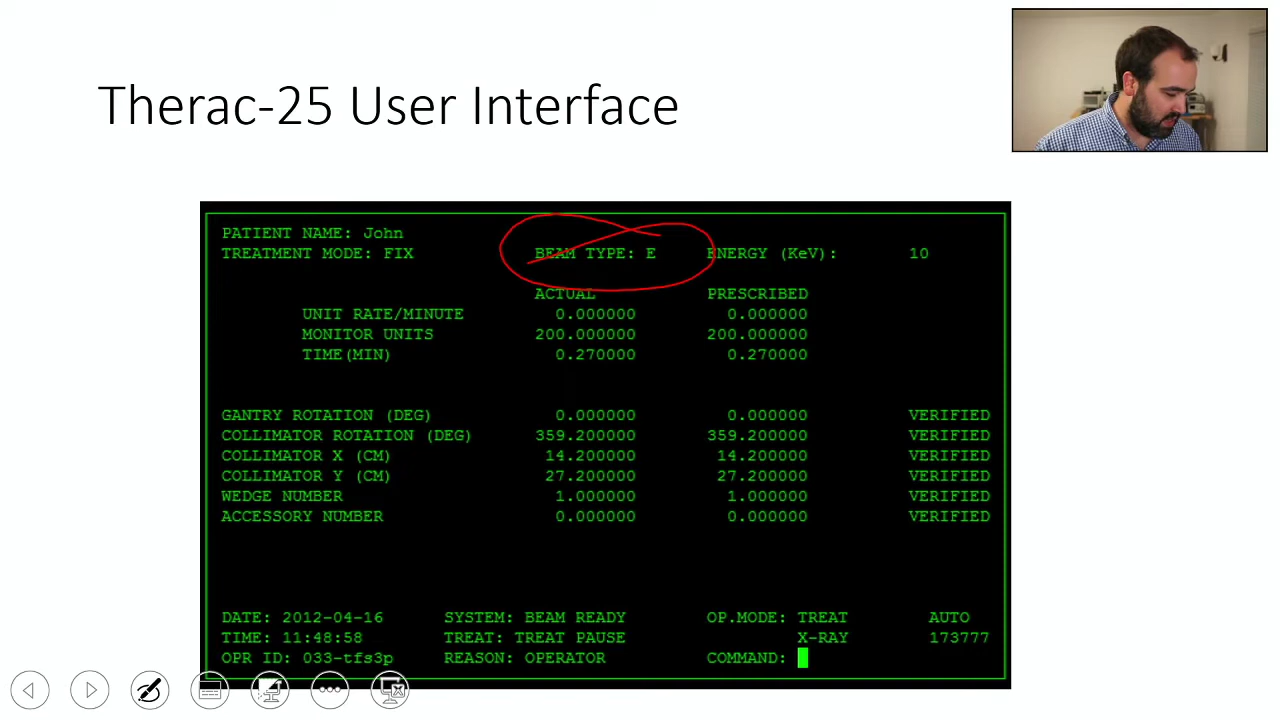 Therac-25 User Interface
PATIENT NAME: John
TREATMENT MODE: FIX BEAM TYPE: E ENERGY (KeV): 10
ACTUAL PRESCRIBED
UNIT RATE/MINUTE 0.000000 0.000000
MONITOR UNITS 200.000000 200.000000
TIME(MIN) 0.270000 0.270000
GANTRY ROTATION (DEG) 0.000000 0.000000 VERIFIED
COLLIMATOR ROTATION (DEG) 359.200000 359.200000 VERIFIED
COLLIMATOR X (CM) 14.200000 14.200000 VERIFIED
COLLIMATOR Y (CM) 27.200000 27.200000 VERIFIED
WEDGE NUMBER 1.000000 1.000000 VERIFIED
ACCESSORY NUMBER 0.000000 0.000000 VERIFIED
DATE: 2012-04-16 SYSTEM: BEAM READY OP.MODE: TREAT AUTO
TIME: 11:48:58 TREAT: TREAT PAUSE X-RAY 173777
OPR ID: 033-tfs3p REASON: OPERATOR COMMAND: